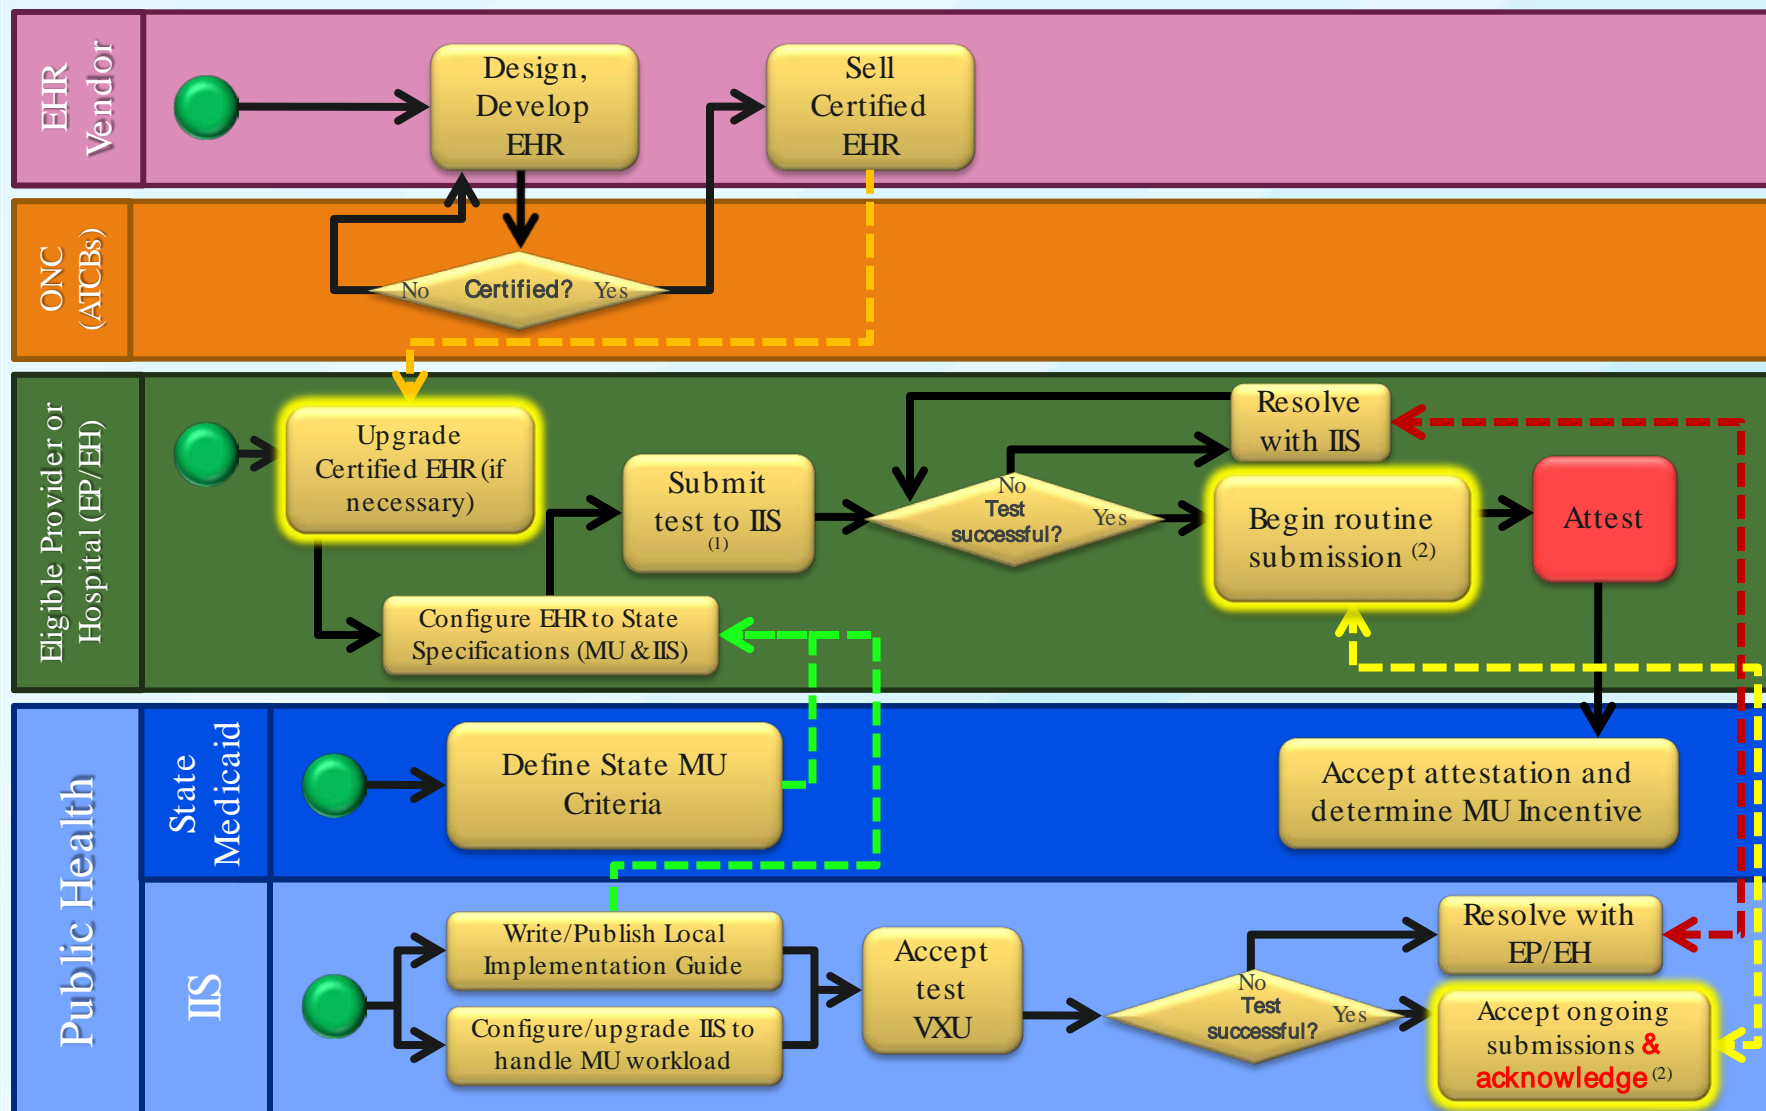 EHR
Vendor
Design,
Develop
EHR
Sell
Certified
EHR
ONC
(ATCBs)
No
Certified?
Yes
Eligible Provider or
Hospital (EP/EH)
Upgrade
Certified EHR (if
necessary)
Configure EHR to State
Specifications (MU & IIS)
Submit
test to IIS
(1)
No
Test
successful?
Yes
Resolve
with IIS
Begin routine
submission (2)
Attest
Public Health
State
Medicaid
Define State MU
Criteria
Accept attestation and
determine MU Incentive
IIS
Write/Publish Local
Implementation Guide
Configure/upgrade IIS to
handle MU workload
Accept
test
VXU
No
Test
successful?
Yes
Resolve with
EP/EH
Accept ongoing
submissions &
acknowledge (2)